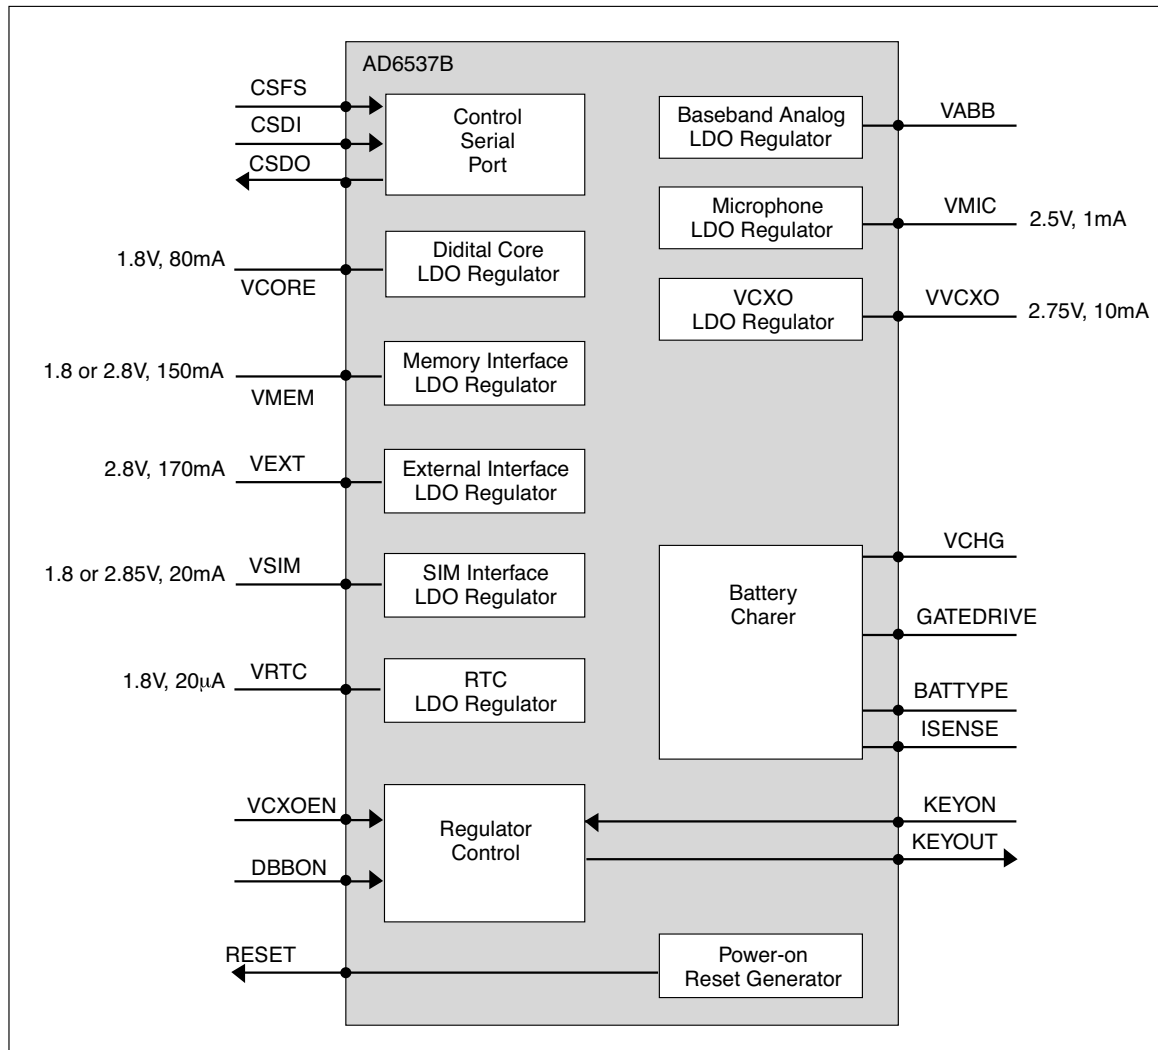 AD6537B
CSFS
CSDI
CSDO
Control
Serial
Port
Baseband Analog
LDO Regulator
VABB
Microphone
LDO Regulator
VMIC
2.5V, 1mA
1.8V, 80mA
VCORE
Didital Core
LDO Regulator
VCXO
LDO Regulator
VVCXO
2.75V, 10mA
1.8 or 2.8V, 150mA
VMEM
Memory Interface
LDO Regulator
2.8V, 170mA
VEXT
External Interface
LDO Regulator
1.8 or 2.85V, 20mA
VSIM
SIM Interface
LDO Regulator
1.8V, 20µA
VRTC
RTC
LDO Regulator
Battery
Charer
VCHG
GATEDRIVE
BATTYPE
ISENSE
VCXOEN
DBBON
Regulator
Control
KEYON
KEYOUT
RESET
Power-on
Reset Generator